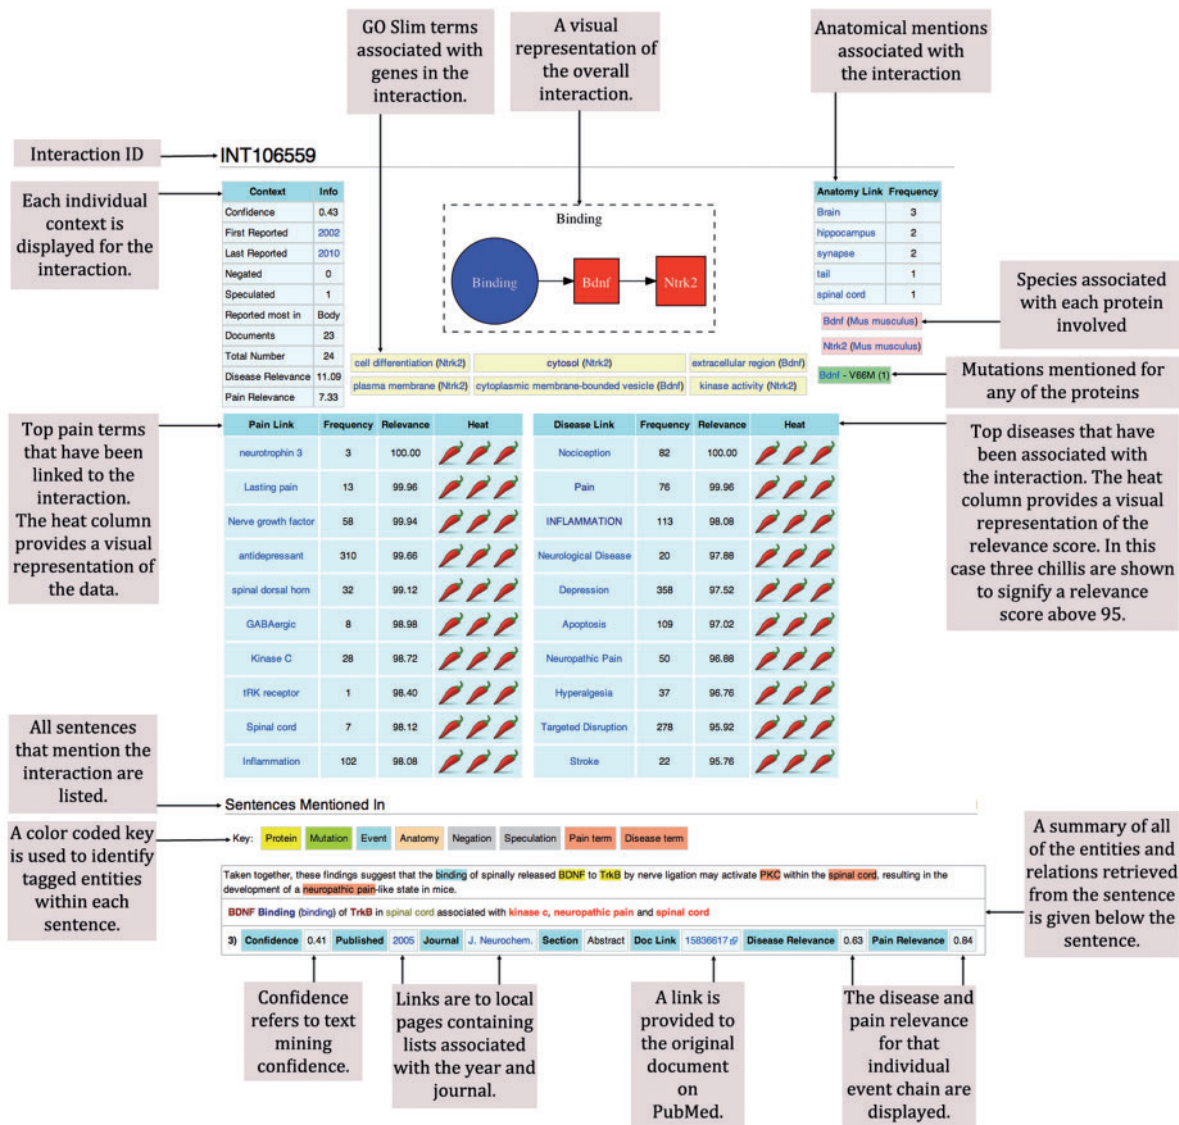 GO Slim terms
associated with
genes in the
interaction.
A visual
representation of
the overall
interaction.
Anatomical mentions
associated with
the interaction
Interaction ID
INT106559
Each individual
context is
displayed for the
interaction.
Context Info
Confidence 0.43
First Reported 2002
Last Reported 2010
Negated 0
Speculated 1
Reported most in Body
Documents 23
Total Number 24
Disease Relevance 11.09
Pain Relevance 7.33
Binding
Binding Bdnf Ntrk2
Anatomy Link Frequency
Brain 3
hippocampus 2
synapse 2
tail 1
spinal cord 1
Bdnf (Mus musculus)
Ntrk2 (Mus musculus)
Bdnf - V66M (1)
Species associated
with each protein
involved
Mutations mentioned for
any of the proteins
cell differentiation (Ntrk2) cytosol (Ntrk2) extracellular region (Bdnf)
plasma membrane (Ntrk2) cytoplasmic membrane-bounded vesicle (Bdnf) kinase activity (Ntrk2)
Top pain terms
that have been
linked to the
interaction.
The heat column
provides a visual
representation of
the data.
Pain Link Frequency Relevance Heat
neurotrophin 3 3 100.00
Lasting pain 13 99.96
Nerve growth factor 58 99.94
antidepressant 310 99.66
spinal dorsal horn 32 99.12
GABAergic 8 98.98
Kinase C 28 98.72
tRK receptor 1 98.40
Spinal cord 7 98.12
Inflammation 102 98.08
Disease Link Frequency Relevance Heat
Nociception 82 100.00
Pain 76 99.96
INFLAMMATION 113 98.08
Neurological Disease 20 97.88
Depression 358 97.52
Apoptosis 109 97.02
Neuropathic Pain 50 96.88
Hyperalgesia 37 96.76
Targeted Disruption 278 95.92
Stroke 22 95.76
Top diseases that have
been associated with
the interaction. The heat
column provides a visual
representation of the
relevance score. In this
case three chillis are shown
to signify a relevance
score above 95.
All sentences
that mention the
interaction are
listed.
Sentences Mentioned In
A color coded key
is used to identify
tagged entities
within each
sentence.
Key: Protein Mutation Event Anatomy Negation Speculation Pain term Disease term
Taken together, these findings suggest that the binding of spinally released BDNF to TrkB by nerve ligation may activate PKC within the spinal cord, resulting in the
development of a neuropathic pain-like state in mice.
BDNF Binding (binding) of TrkB in spinal cord associated with kinase c, neuropathic pain and spinal cord
3) Confidence 0.41 Published 2005 Journal J. Neurochem. Section Abstract Doc Link 15836617 Disease Relevance 0.63 Pain Relevance 0.84
A summary of all
of the entities and
relations retrieved
from the sentence
is given below the
sentence.
Confidence
refers to text
mining
confidence.
Links are to local
pages containing
lists associated
with the year and
journal.
A link is
provided to
the original
document
on
PubMed.
The disease and
pain relevance
for that
individual
event chain are
displayed.